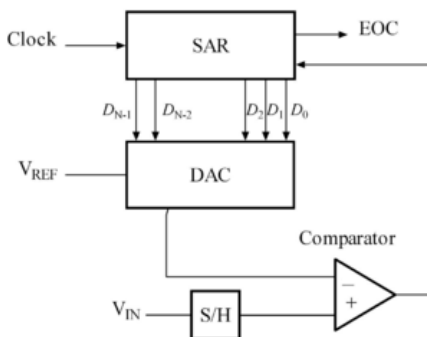 Clock
SAR
EOC
D_N-1
D_N-2
D_2
D_1
D_0
V_REF
DAC
Comparator
−
+
V_IN
S/H